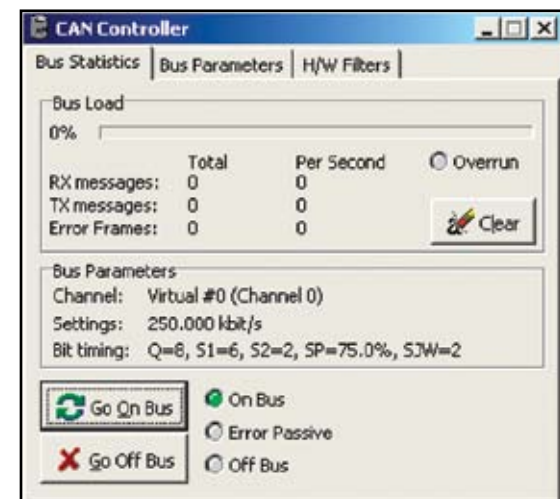 CAN Controller
Bus Statistics
Bus Parameters
H/W Filters
Bus Load
0%
Total Per Second Overrun
RX messages: 0 0
TX messages: 0 0
Error Frames: 0 0
Clear
Bus Parameters
Channel: Virtual #0 (Channel 0)
Settings: 250.000 kbit/s
Bit timing: Q=8, S1=6, S2=2, SP=75.0%, SJW=2
Go On Bus
On Bus
Error Passive
Go Off Bus
Off Bus